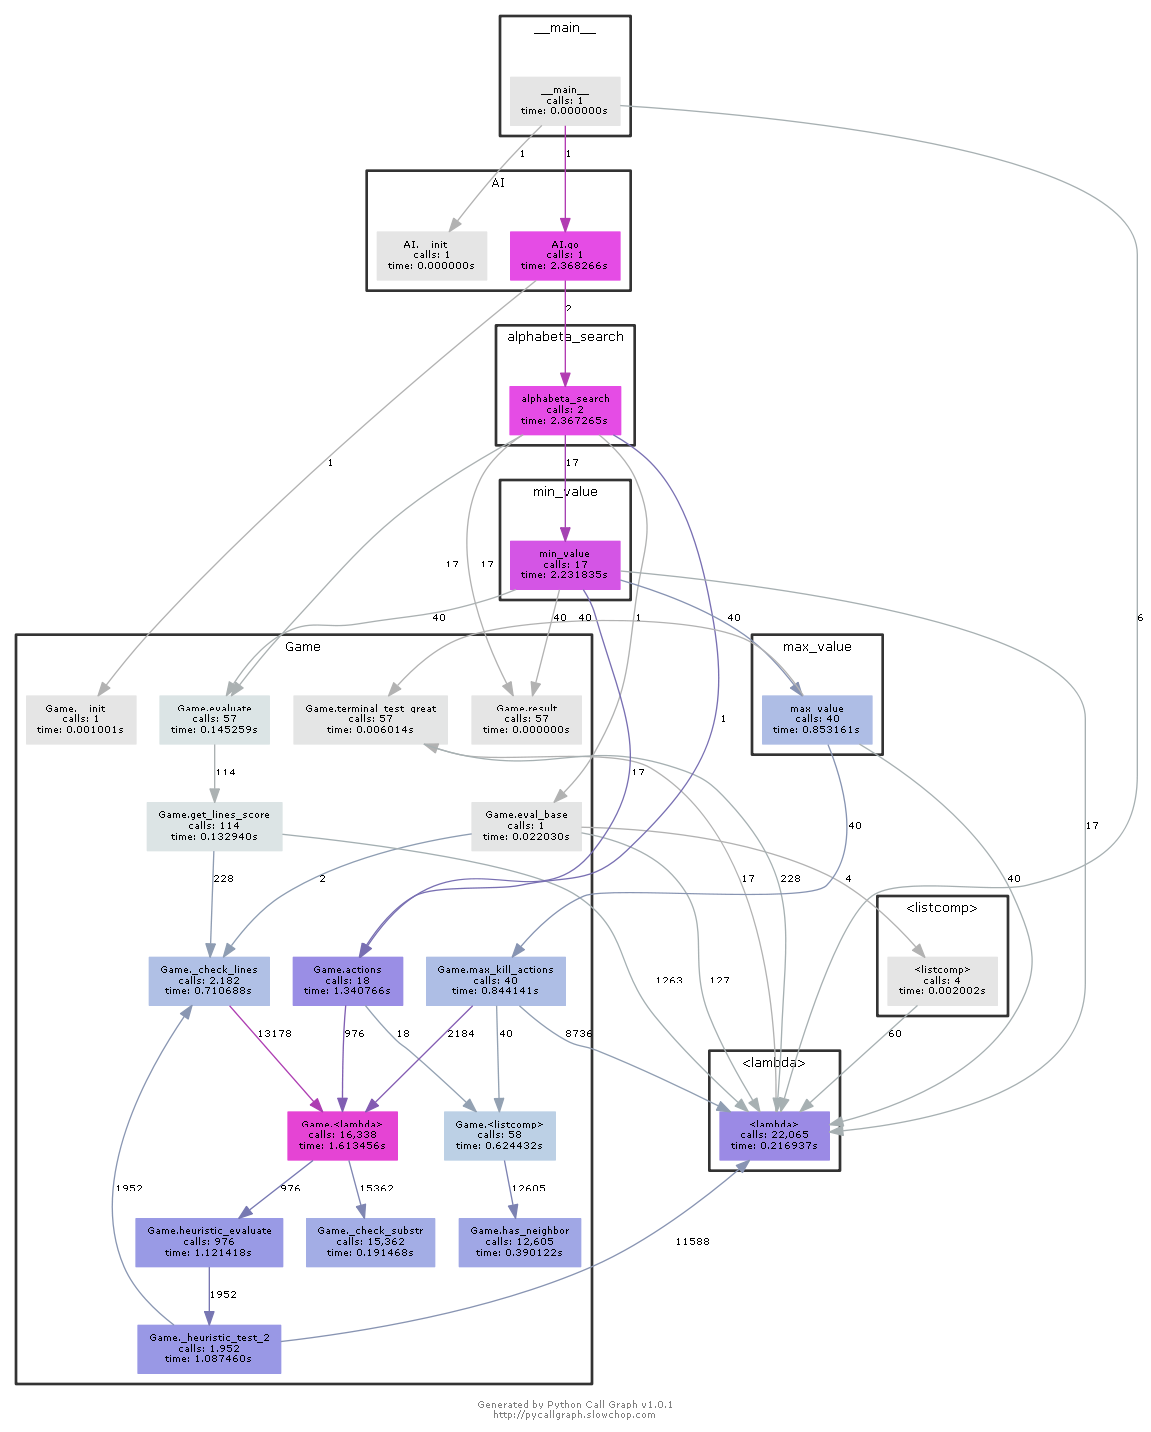 __main__
__main__
calls: 1
time: 0.000000s
1
1
AI
AI.__init__
calls: 1
time: 0.000000s
AI.go
calls: 1
time: 2.368266s
2
alphabeta_search
alphabeta_search
calls: 2
time: 2.367265s
1
17
min_value
min_value
calls: 17
time: 2.231835s
17
17
40
40
40
1
40
6
Game
max_value
Game.__init__
calls: 1
time: 0.001001s
Game.evaluate
calls: 57
time: 0.145259s
Game.terminal_test_great
calls: 57
time: 0.006014s
Game.result
calls: 57
time: 0.000000s
max_value
calls: 40
time: 0.853161s
1
114
17
Game.get_lines_score
calls: 114
time: 0.132940s
Game.eval_base
calls: 1
time: 0.022030s
40
17
228
2
17
228
4
40
<listcomp>
Game._check_lines
calls: 2,182
time: 0.710688s
Game.actions
calls: 18
time: 1.340766s
Game.max_kill_actions
calls: 40
time: 0.844141s
<listcomp>
calls: 4
time: 0.002002s
1263
127
13178
976
18
2184
40
8736
60
<lambda>
Game.<lambda>
calls: 16,338
time: 1.613456s
Game.<listcomp>
calls: 58
time: 0.624432s
<lambda>
calls: 22,065
time: 0.216937s
1952
976
15362
12605
Game.heuristic_evaluate
calls: 976
time: 1.121418s
Game._check_substr
calls: 15,362
time: 0.191468s
Game.has_neighbor
calls: 12,605
time: 0.390122s
11588
1952
Game._heuristic_test_2
calls: 1,952
time: 1.087460s
Generated by Python Call Graph v1.0.1
http://pycallgraph.slowchop.com